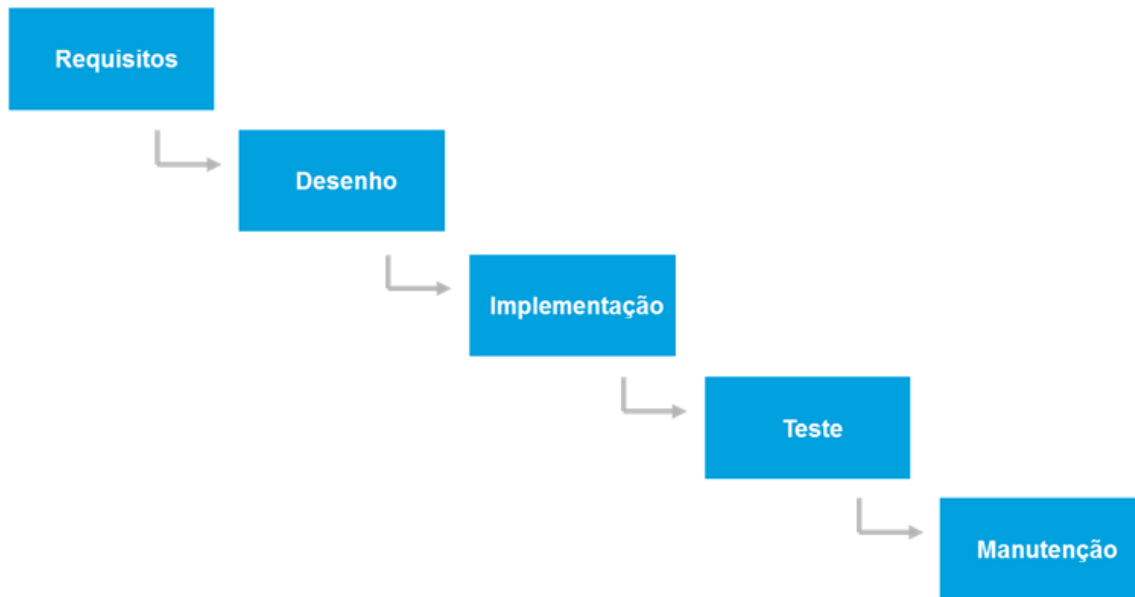 Requisitos
Desenho
Implementação
Teste
Manutenção